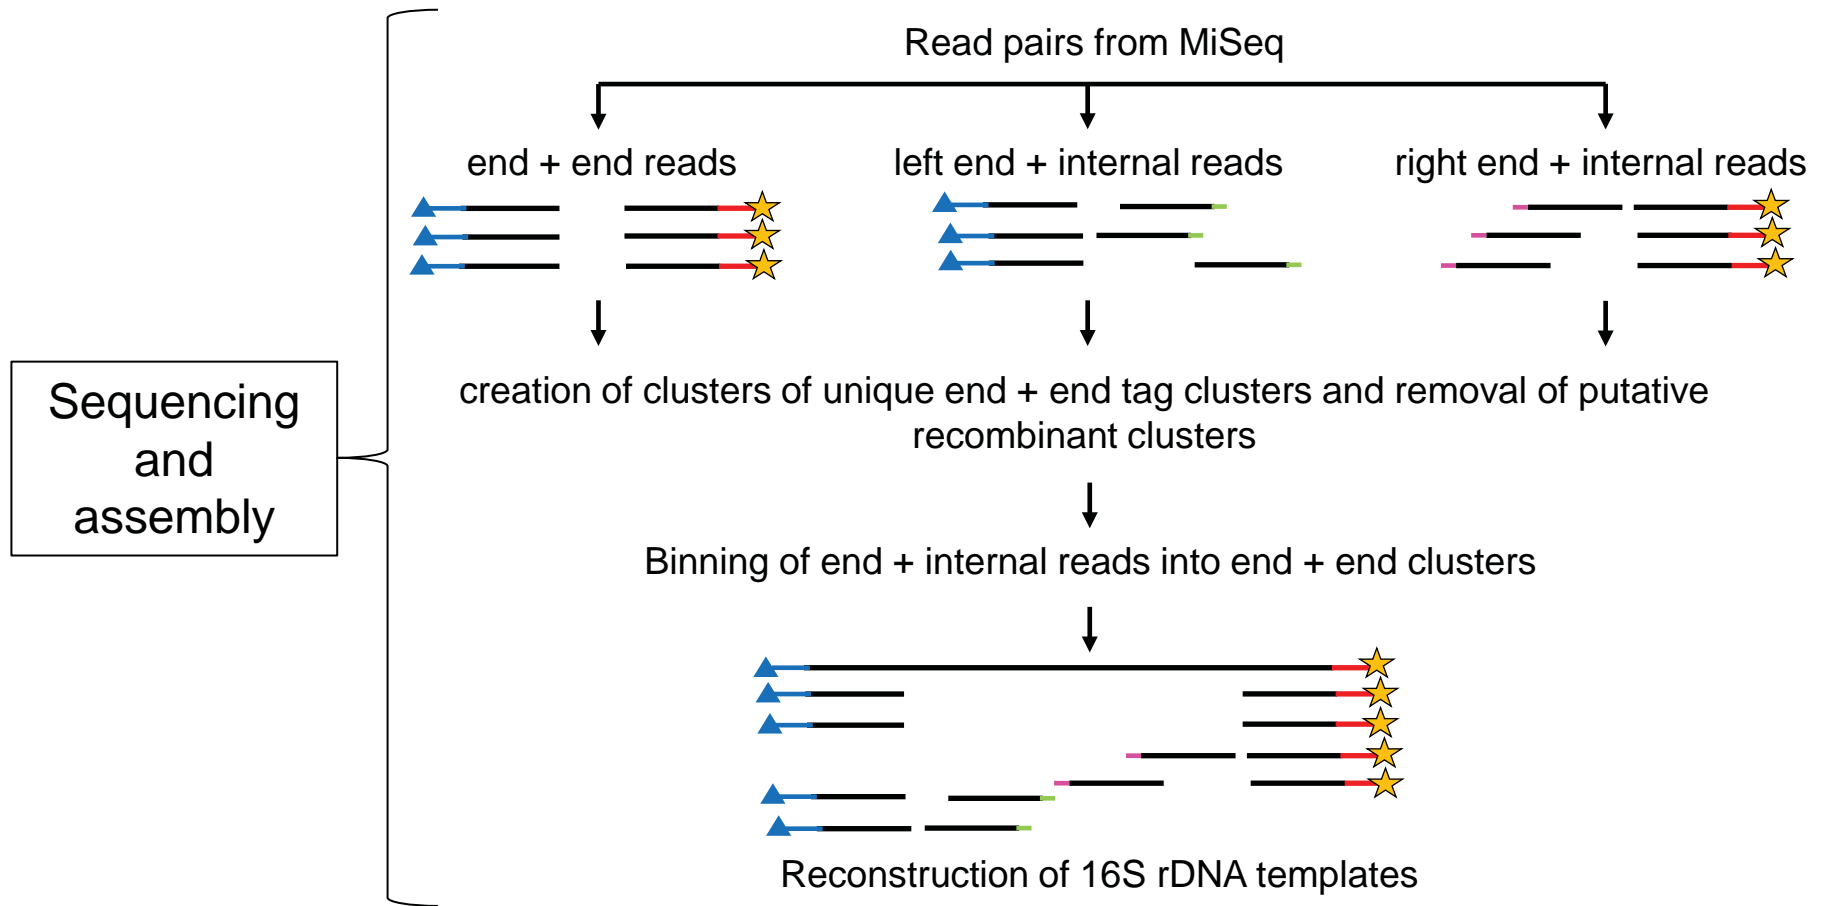 Read pairs from MiSeq
end + end reads
left end + internal reads
right end + internal reads
Sequencing
and
assembly
creation of clusters of unique end + end tag clusters and removal of putative
recombinant clusters
Binning of end + internal reads into end + end clusters
Reconstruction of 16S rDNA templates